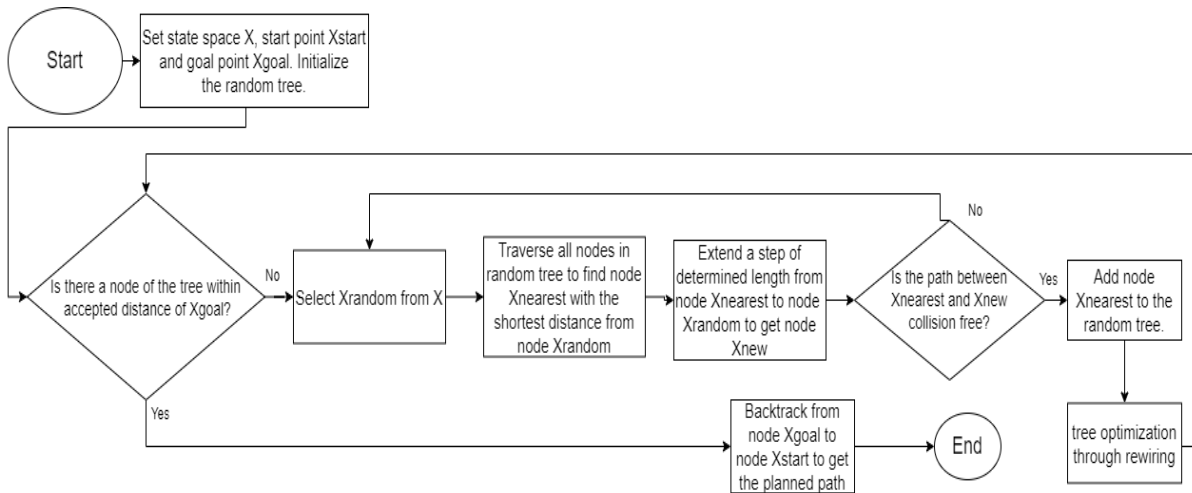 Start
Set state space X, start point Xstart
and goal point Xgoal. Initialize
the random tree.
Is there a node of the tree within
accepted distance of Xgoal?
No
Select Xrandom from X
Traverse all nodes in
random tree to find node
Xnearest with the
shortest distance from
node Xrandom
Extend a step of
determined length from
node Xnearest to node
Xrandom to get node
Xnew
No
Is the path between
Xnearest and Xnew
collision free?
Yes
Add node
Xnearest to the
random tree.
tree optimization
through rewiring
Yes
Backtrack from
node Xgoal to
node Xstart to get
the planned path
End